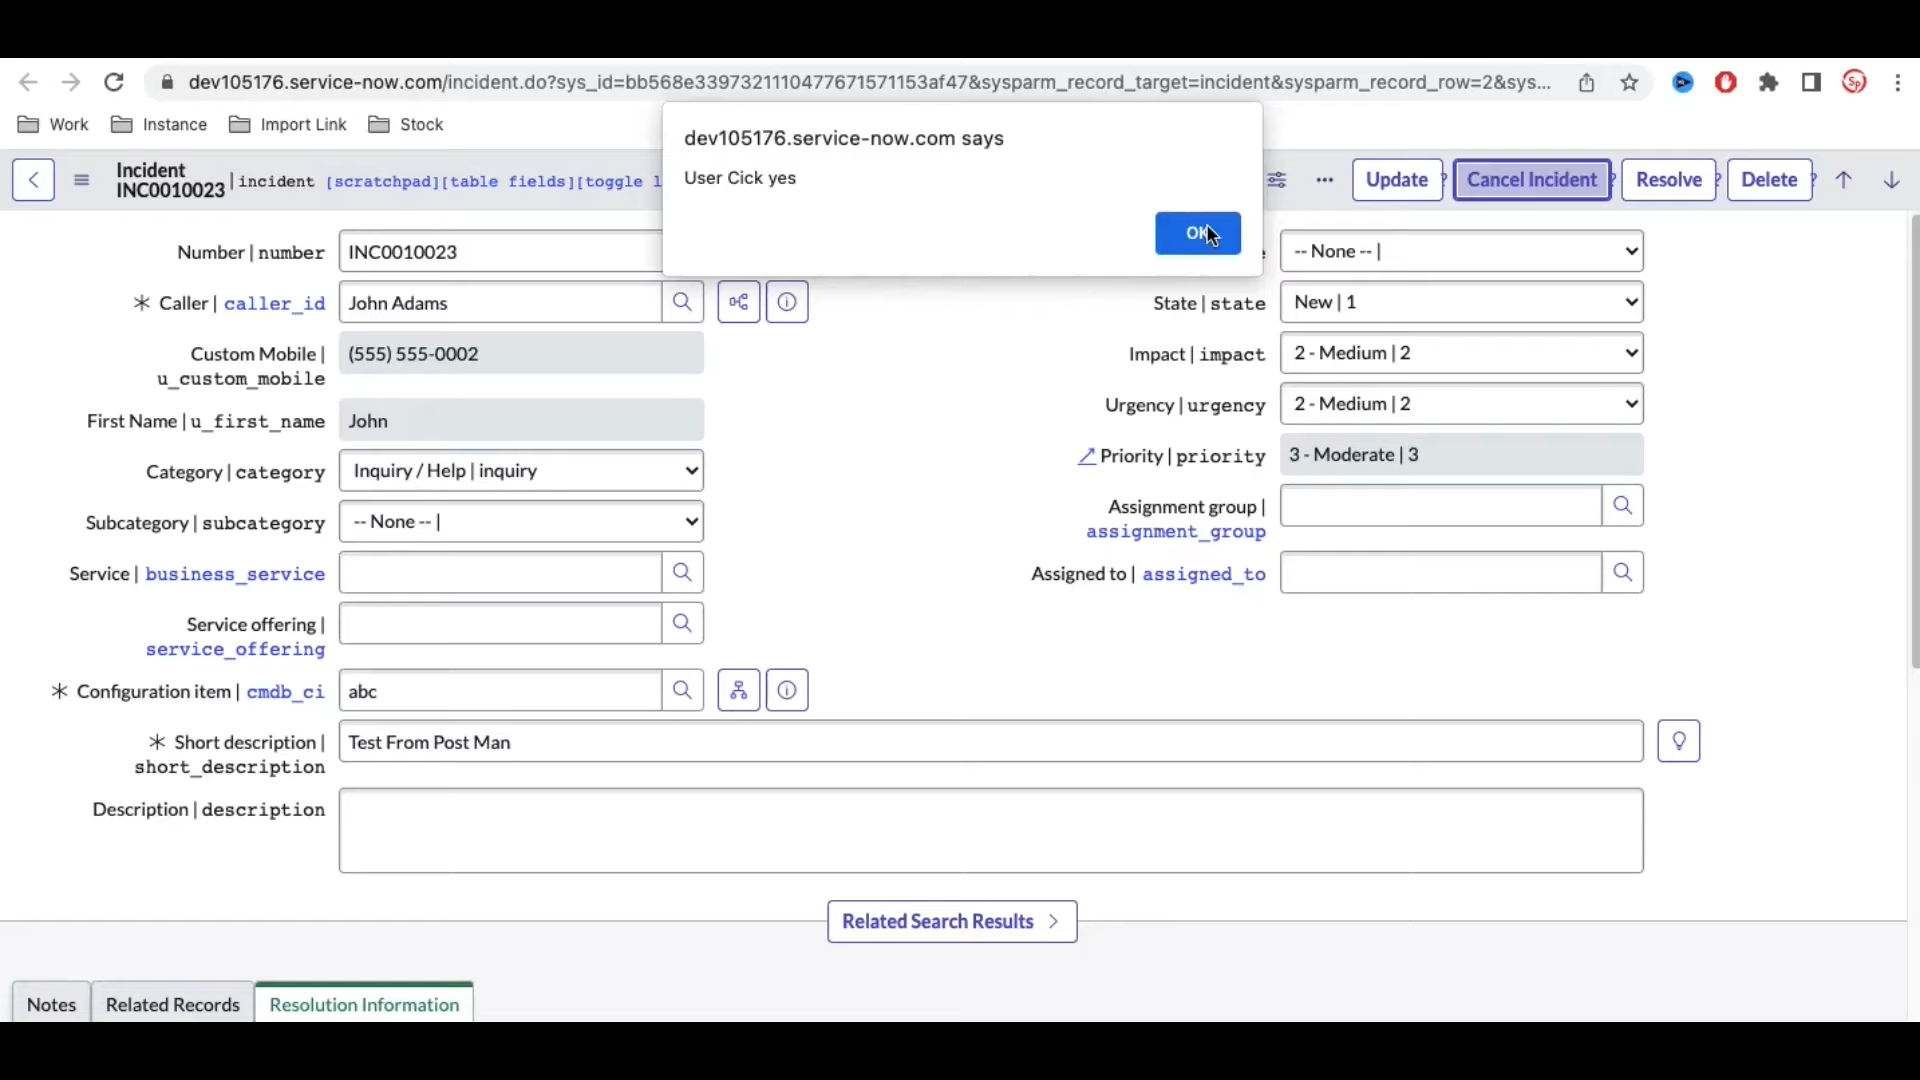 dev105176.service-now.com/incident.do?sys_id=bb568e33973211104776715711​53af47&sysparm_record_target=incident&sysparm_record_row=2&sys...
Work
Instance
Import Link
Stock
dev105176.service-now.com says
User Cick yes
OK
Incident
INC0010023
| incident [scratchpad][table fields][toggle l
Update
?
Cancel Incident
?
Resolve
?
Delete
?
Number | number
INC0010023
-- None -- |
Caller | caller_id
John Adams
State | state
New | 1
Custom Mobile |
u_custom_mobile
(555) 555-0002
Impact | impact
2 - Medium | 2
First Name | u_first_name
John
Urgency | urgency
2 - Medium | 2
Category | category
Inquiry / Help | inquiry
Priority | priority
3 - Moderate | 3
Subcategory | subcategory
-- None -- |
Assignment group |
assignment_group
Service | business_service
Assigned to | assigned_to
Service offering |
service_offering
Configuration item | cmdb_ci
abc
Short description |
short_description
Test From Post Man
Description | description
Related Search Results
Notes
Related Records
Resolution Information